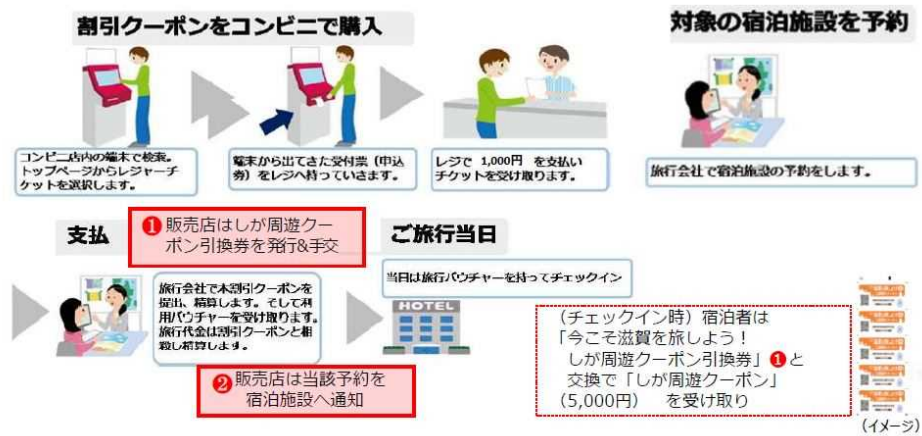 割引クーポンをコンビニで購入
対象の宿泊施設を予約
コンビニ店内の端末で検索。
トップページからレジャーチ
ケットを選択します。
端末から出てきた受付票（申込
券）をレジへ持っていきます。
レジで 1,000円 を支払い
チケットを受け取ります。
旅行会社で宿泊施設の予約をします。
支払
❶販売店はしが周遊クー
ポン引換券を発行&手交
旅行会社で本割引クーポンを
提出、精算します。そして利
用バウチャーを受け取ります。
旅行代金は割引クーポンと相
殺し精算します。
❷販売店は当該予約を
宿泊施設へ通知
ご旅行当日
当日は旅行バウチャーを持ってチェックイン
HOTEL
（チェックイン時）宿泊者は
「今こそ滋賀を旅しよう！
しが周遊クーポン引換券」❶と
交換で「しが周遊クーポン」
（5,000円） を受け取り
（イメージ）